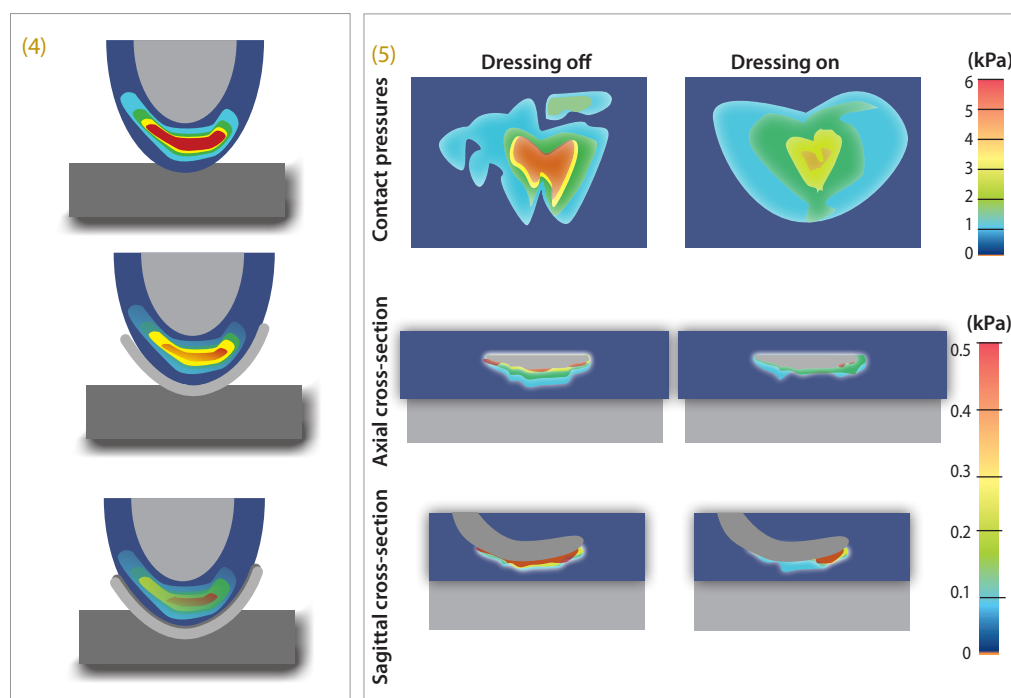 (4)
(5)
Dressing off
Dressing on
(kPa)
Contact pressures
6
5
4
3
2
1
0
Axial cross-section
(kPa)
0.5
0.4
0.3
0.2
0.1
0
Sagittal cross-section